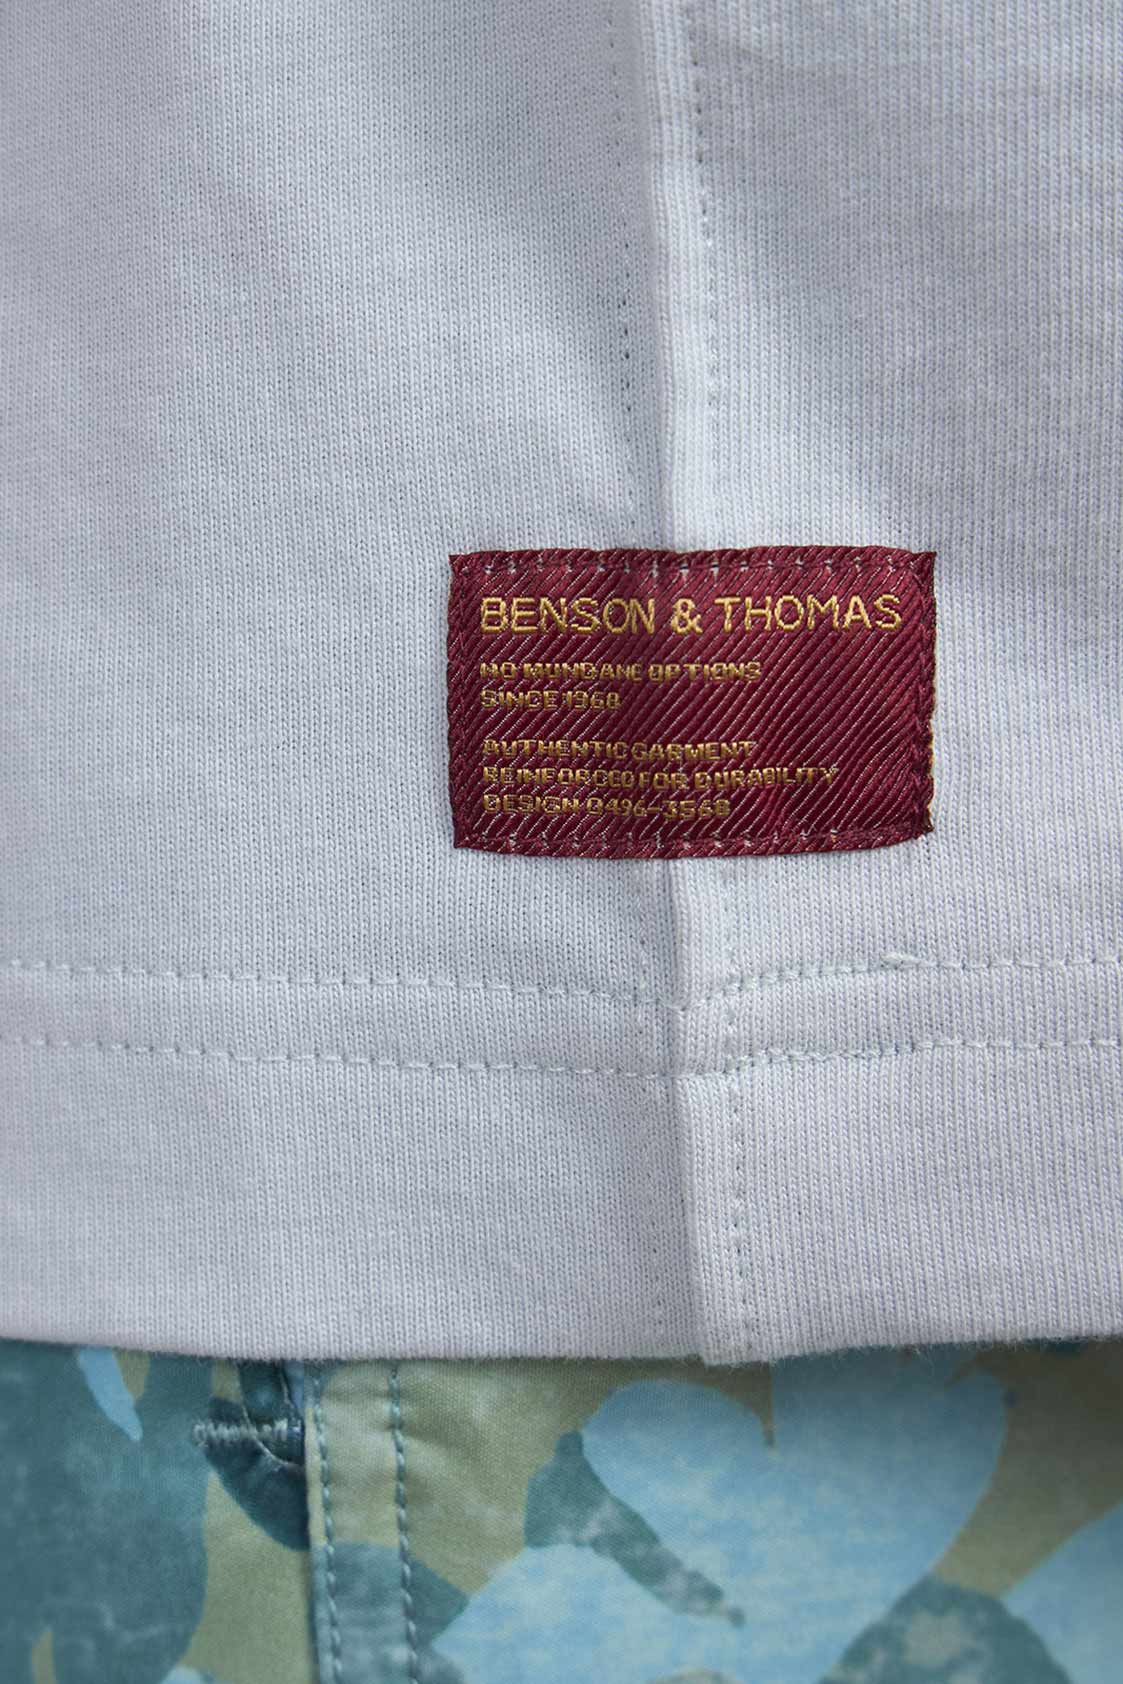 BENSON & THOMAS
NO MUNDANE OPTIONS
SINCE 1968
AUTHENTIC GARMENT
REINFORCED FOR DURABILITY
DESIGN 0496-3568